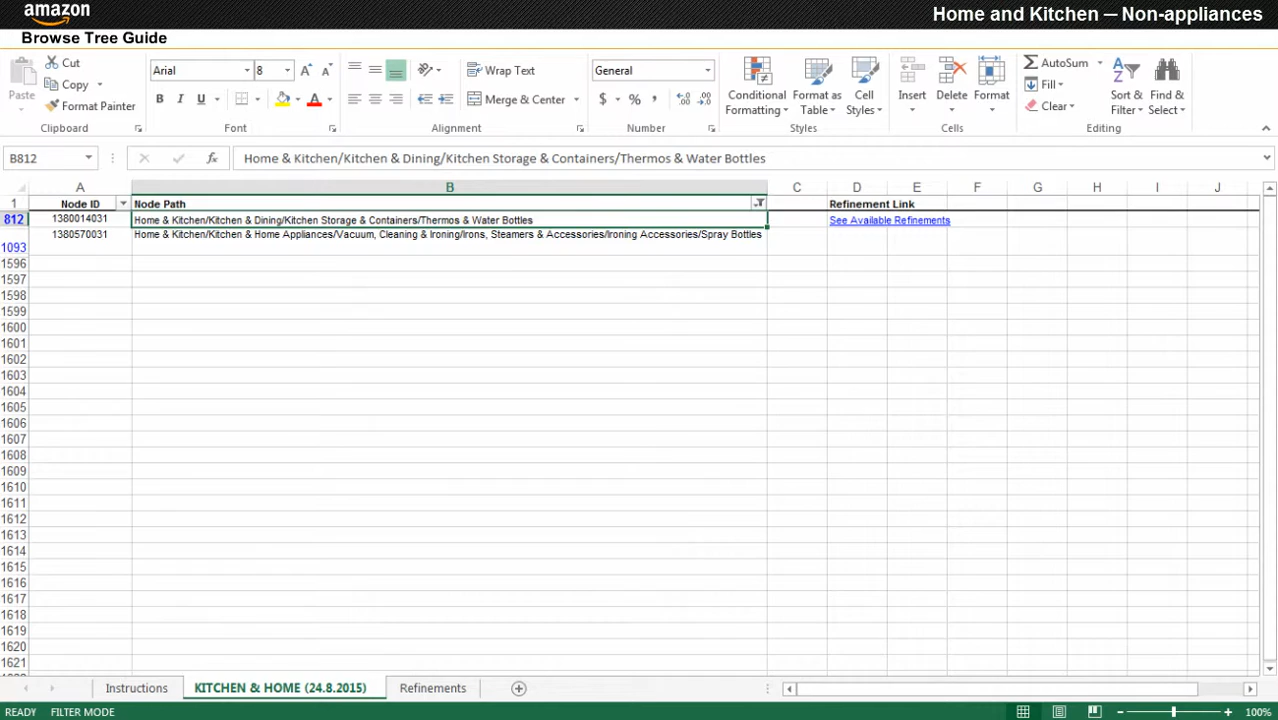 amazon
Home and Kitchen — Non-appliances
Browse Tree Guide
Paste
Cut
Copy
Format Painter
Clipboard
Arial 8
B I U A
Font
Wrap Text
Merge & Center
Alignment
General
$ % ,
Number
Conditional Formatting
Format as Table
Cell Styles
Styles
Insert
Delete
Format
Cells
AutoSum
Fill
Clear
Sort & Filter
Find & Select
Editing
B812 fx Home & Kitchen/Kitchen & Dining/Kitchen Storage & Containers/Thermos & Water Bottles
A B C D E F G H I J
1 Node ID Node Path Refinement Link
812 1380014031 Home & Kitchen/Kitchen & Dining/Kitchen Storage & Containers/Thermos & Water Bottles See Available Refinements
1093 1380570031 Home & Kitchen/Kitchen & Home Appliances/Vacuum, Cleaning & Ironing/Irons, Steamers & Accessories/Ironing Accessories/Spray Bottles
1596
1597
1598
1599
1600
1601
1602
1603
1604
1605
1606
1607
1608
1609
1610
1611
1612
1613
1614
1615
1616
1617
1618
1619
1620
1621
Instructions KITCHEN & HOME (24.8.2015) Refinements
READY FILTER MODE 100%